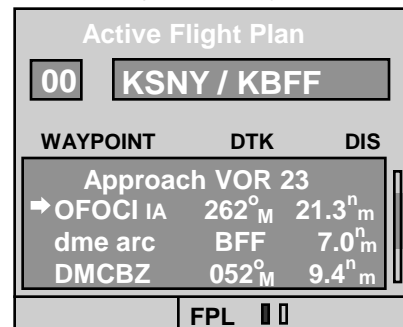 Active Flight Plan
00 KSNY / KBFF
WAYPOINT DTK DIS
Approach VOR 23
OFOCI IA 262°M 21.3nm
dme arc BFF 7.0nm
DMCBZ 052°M 9.4nm
FPL